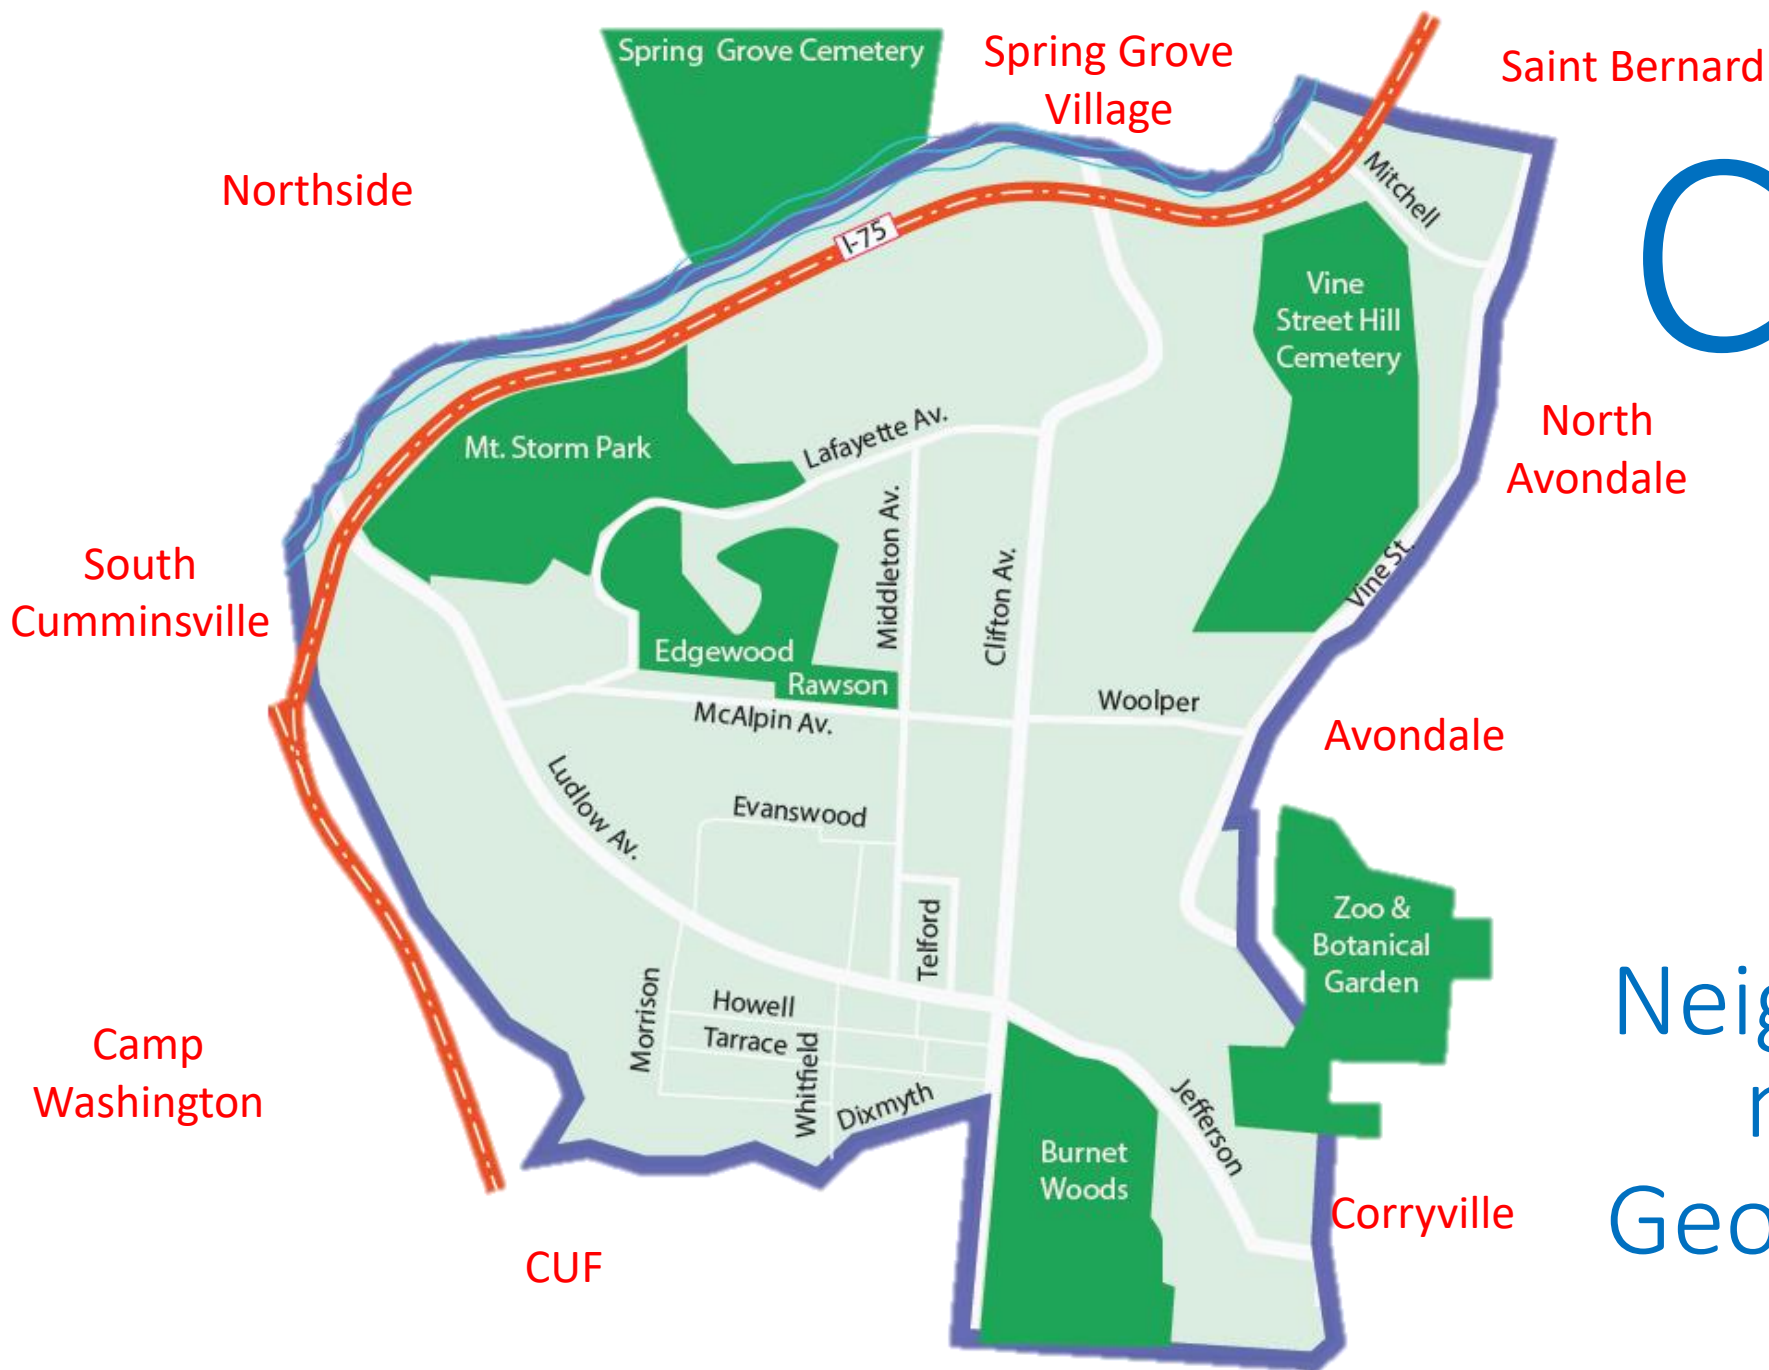 Spring Grove Cemetery
Spring Grove
Village
Saint Bernard
Northside
Mitchell
C
I-75
Vine
Street Hill
Cemetery
Mt. Storm Park
Lafayette Av.
North
Avondale
Middleton Av.
Clifton Av.
Vine St.
South
Cumminsville
Edgewood
Rawson
McAlpin Av.
Woolper
Avondale
Ludlow Av.
Evanswood
Telford
Zoo &
Botanical
Garden
Morrison
Howell
Tarrace
Whitfield
Dixmyth
Camp
Washington
Jefferson
Burnet
Woods
Corryville
CUF
Neig
Geo